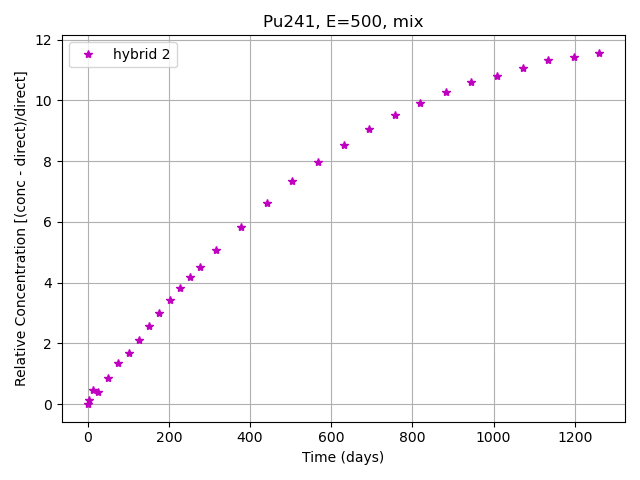 Pu241, E=500, mix
hybrid 2
Relative Concentration [(conc - direct)/direct]
12
10
8
6
4
2
0
0 200 400 600 800 1000 1200
Time (days)